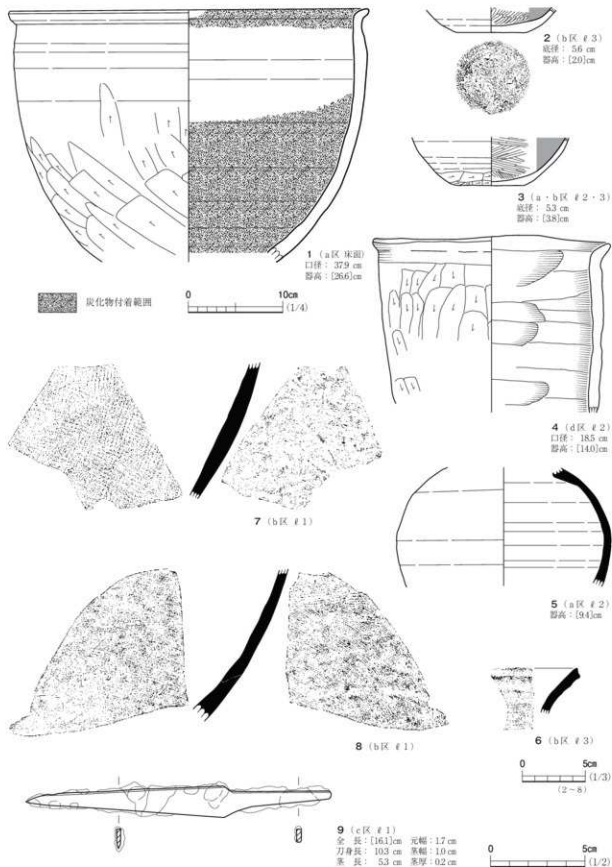 1 (a区 床面)
口径： 37.9 cm
器高： [26.6]cm
炭化物付着範囲
0 10cm
(1/4)
2 (b区 ℓ3)
底径： 5.6 cm
器高： [2.0]cm
3 (a・b区 ℓ2・3)
底径： 5.3 cm
器高： [3.8]cm
4 (d区 ℓ2)
口径： 18.5 cm
器高： [14.0]cm
7 (b区 ℓ1)
5 (a区 ℓ2)
器高： [9.4]cm
8 (b区 ℓ1)
6 (b区 ℓ3)
0 5cm
(1/3)
(2～8)
9 (c区 ℓ1)
全 長： [16.1]cm 元幅： 1.7 cm
刀身長： 10.3 cm 茎幅： 1.0 cm
茎 長： 5.3 cm 茎厚： 0.2 cm
0 5cm
(1/2)